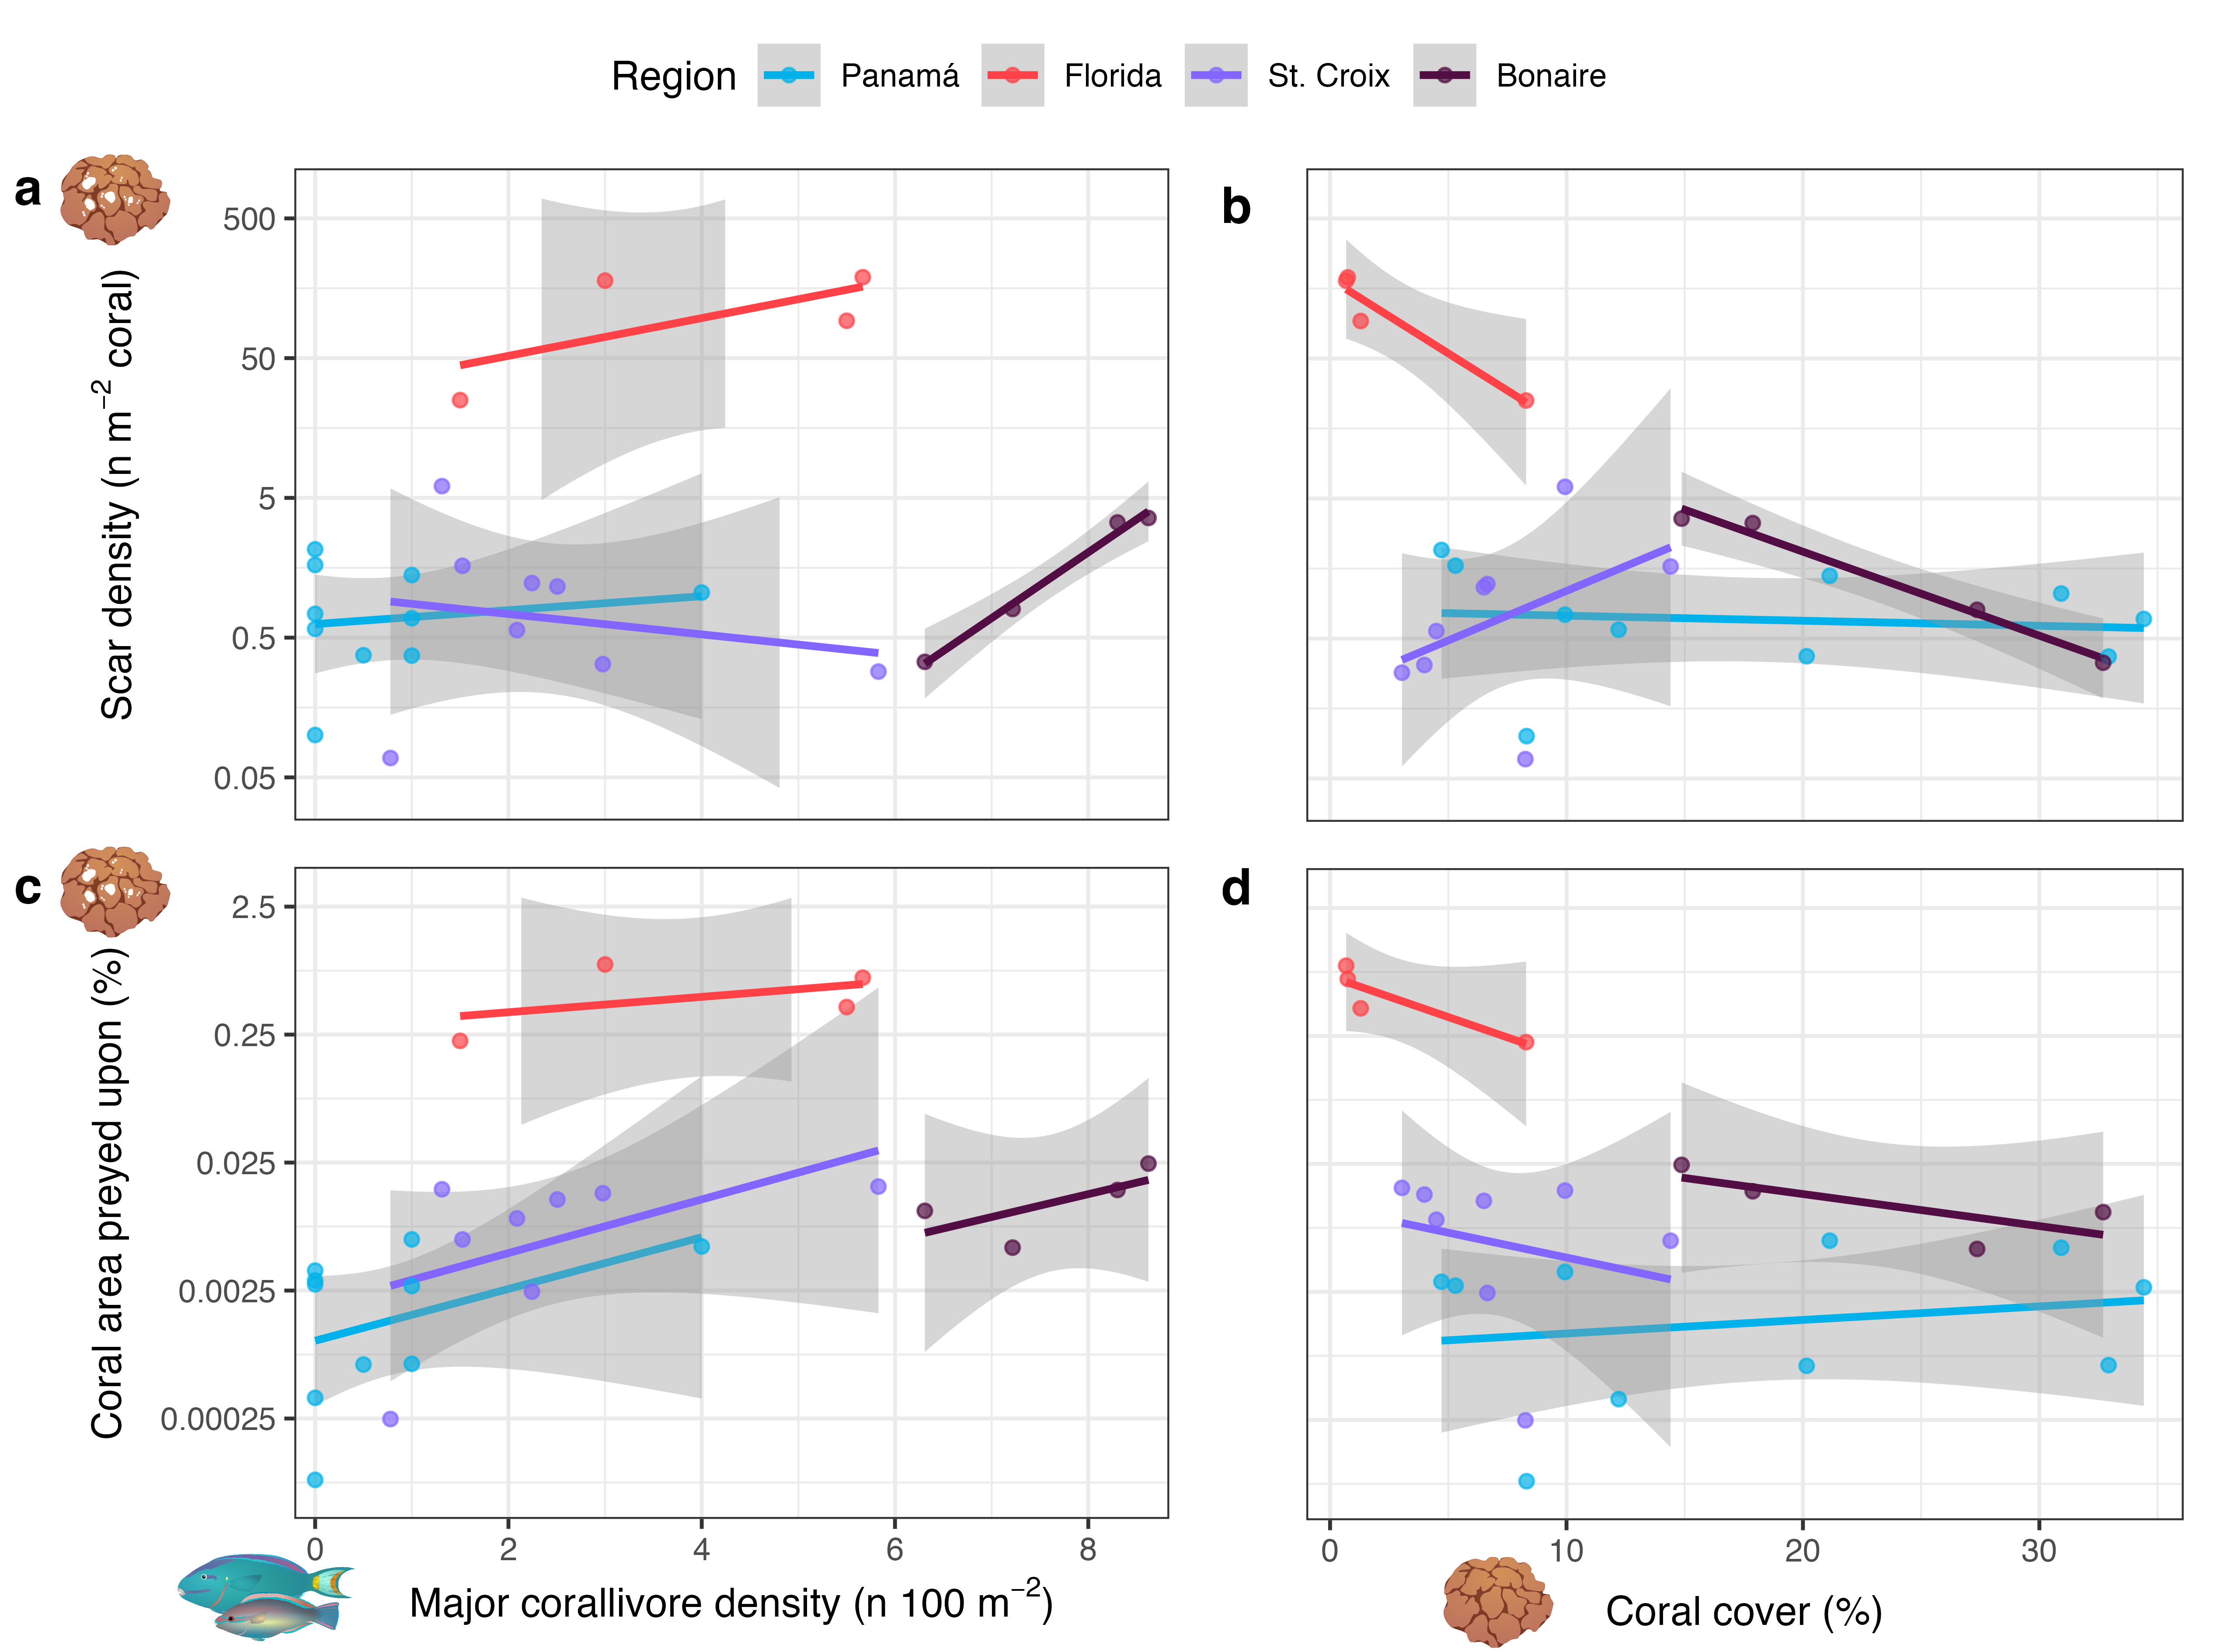 Region Panamá Florida St. Croix Bonaire
a
b
Scar density (n m⁻² coral)
500
50
5
0.5
0.05
c
d
Coral area preyed upon (%)
2.5
0.25
0.025
0.0025
0.00025
0 2 4 6 8
0 10 20 30
Major corallivore density (n 100 m⁻²)
Coral cover (%)